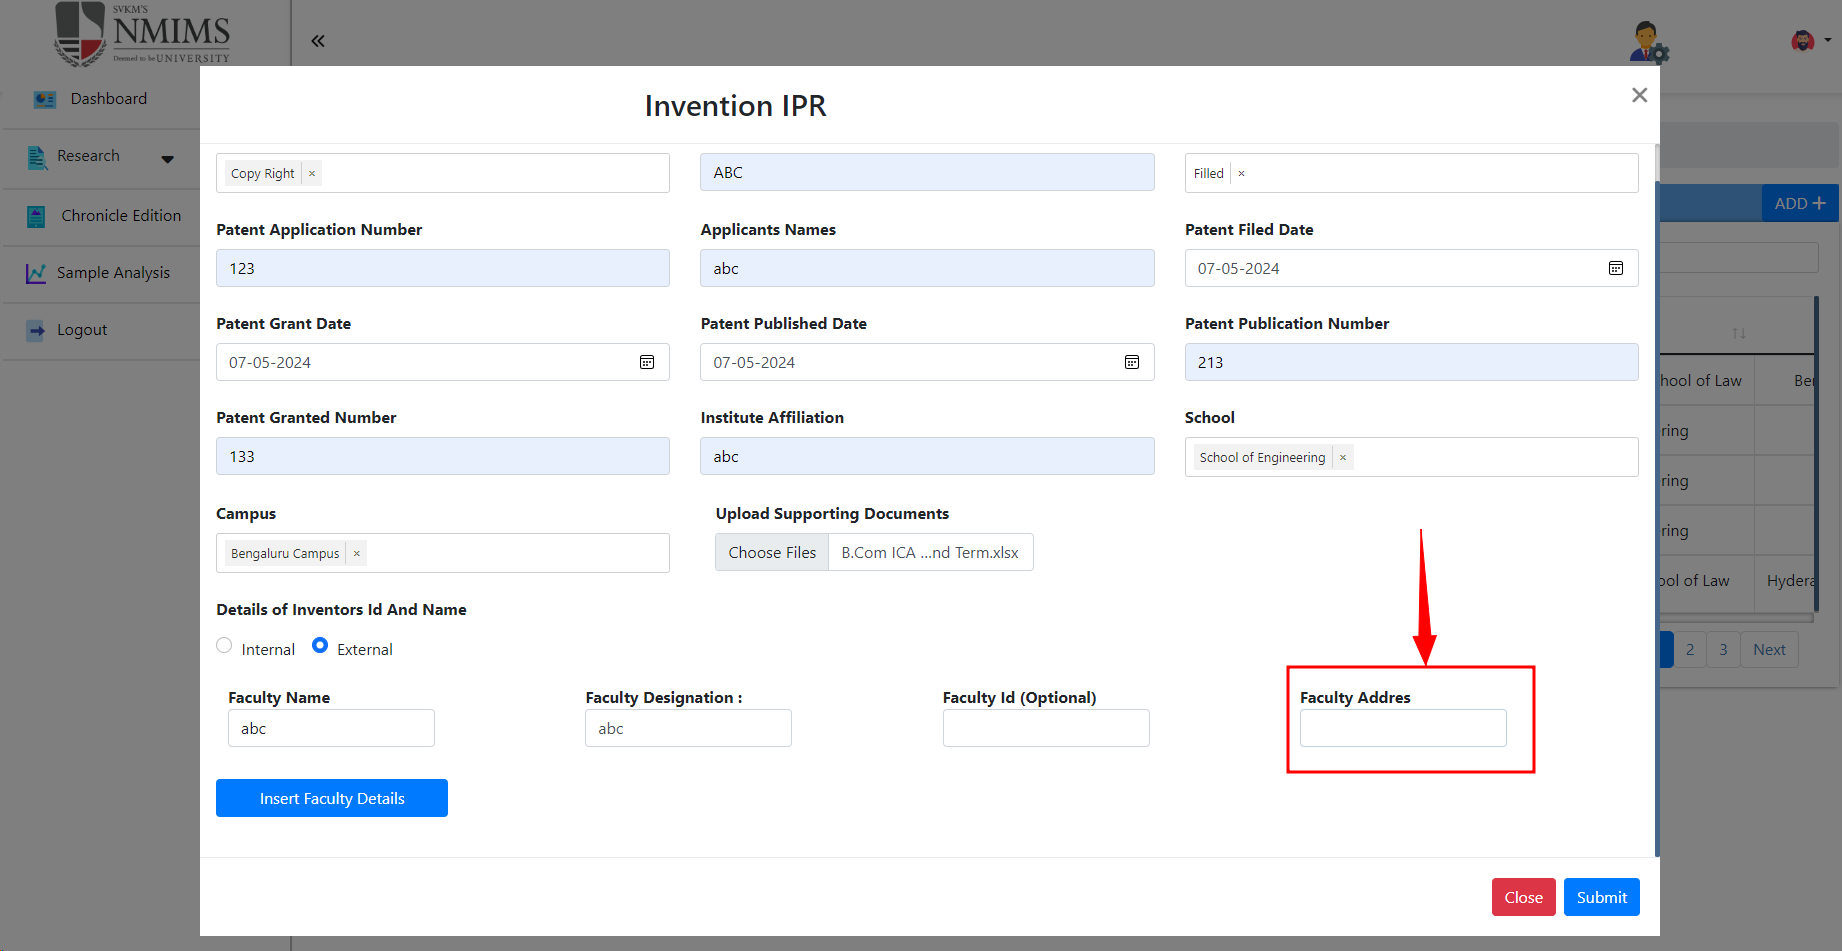 SVKM'S
NMIMS
Deemed to be UNIVERSITY
Dashboard
Research
Chronicle Edition
Sample Analysis
Logout
Invention IPR
Copy Right ×
ABC
Filled ×
Patent Application Number
Applicants Names
Patent Filed Date
123
abc
07-05-2024
Patent Grant Date
Patent Published Date
Patent Publication Number
07-05-2024
07-05-2024
213
Patent Granted Number
Institute Affiliation
School
133
abc
School of Engineering ×
Campus
Upload Supporting Documents
Bengaluru Campus ×
Choose Files B.Com ICA ...nd Term.xlsx
Details of Inventors Id And Name
Internal
External
Faculty Name
Faculty Designation :
Faculty Id (Optional)
Faculty Addres
abc
abc
Insert Faculty Details
Close
Submit
ADD +
hool of Law
Ber
ring
ring
ring
ool of Law
Hydera
2
3
Next